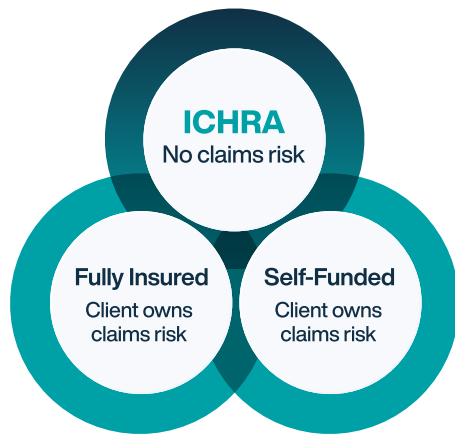 ICHRA
No claims risk
Fully Insured
Client owns
claims risk
Self-Funded
Client owns
claims risk